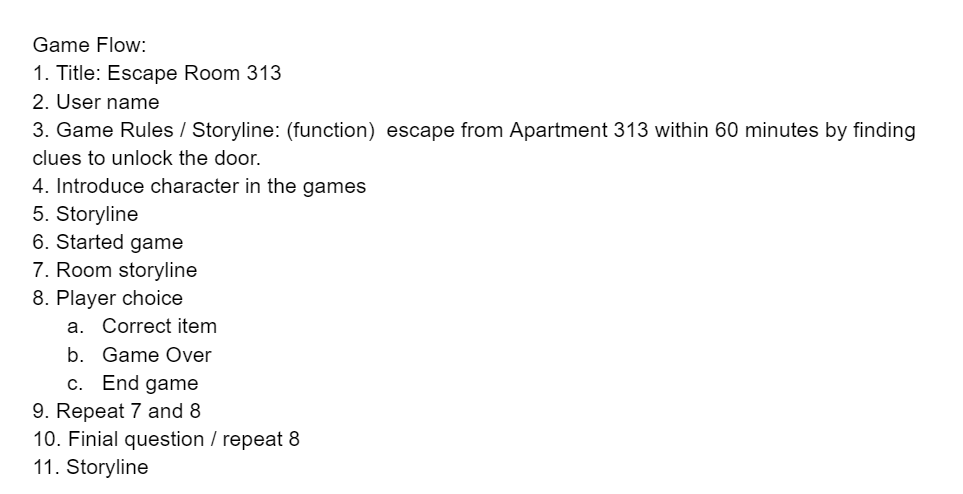 Game Flow:
1. Title: Escape Room 313
2. User name
3. Game Rules / Storyline: (function)  escape from Apartment 313 within 60 minutes by finding
clues to unlock the door.
4. Introduce character in the games
5. Storyline
6. Started game
7. Room storyline
8. Player choice
a. Correct item
b. Game Over
c. End game
9. Repeat 7 and 8
10. Finial question / repeat 8
11. Storyline